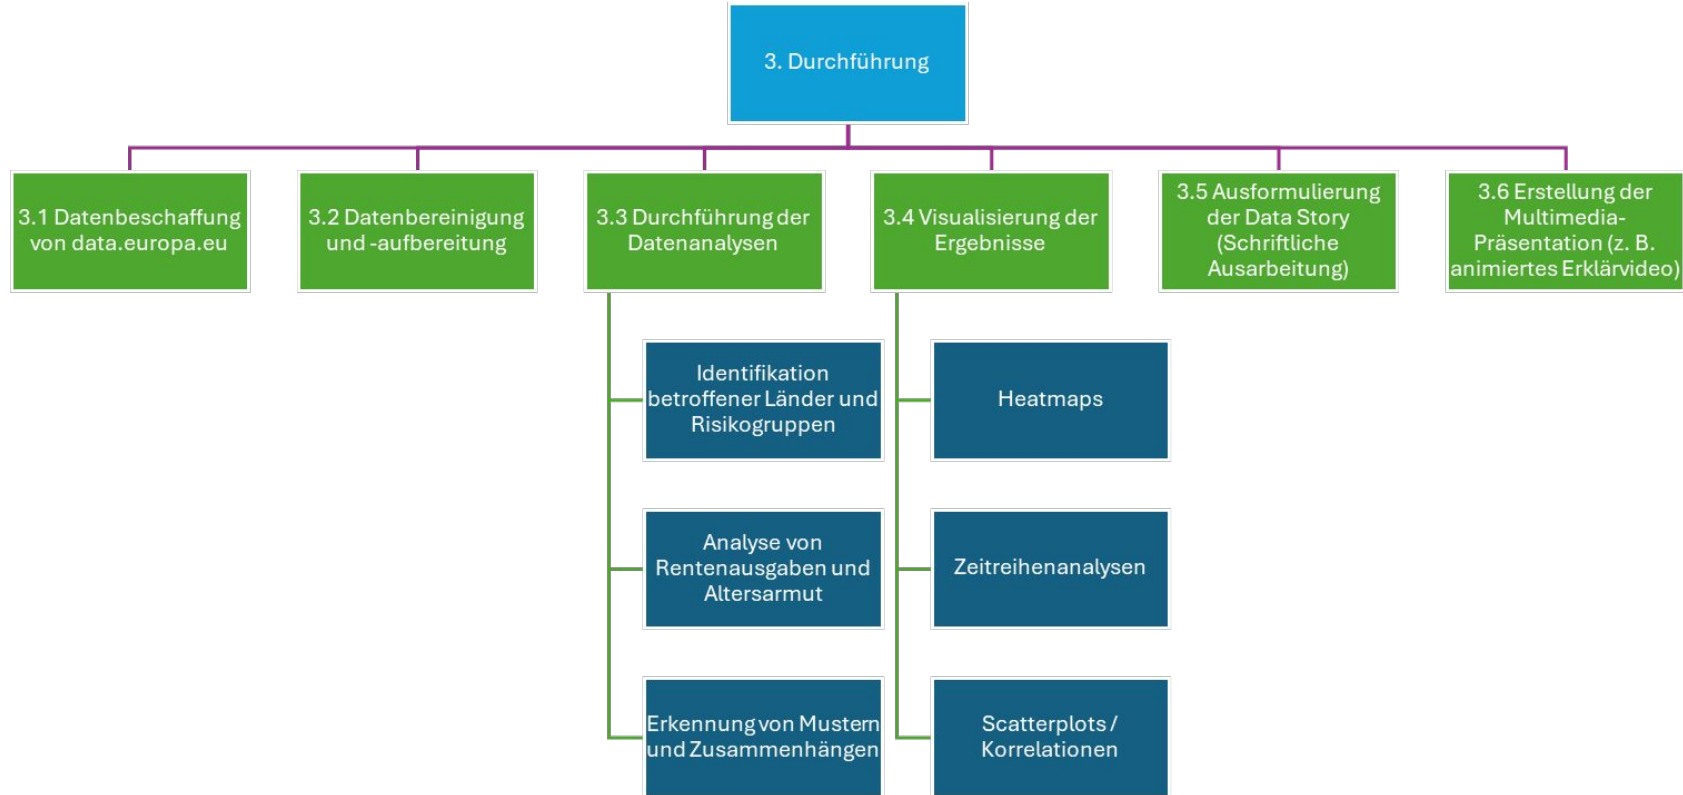 3. Durchführung
3.1 Datenbeschaffung
von data.europa.eu
3.2 Datenbereinigung
und -aufbereitung
3.3 Durchführung der
Datenanalysen
3.4 Visualisierung der
Ergebnisse
3.5 Ausformulierung
der Data Story
(Schriftliche
Ausarbeitung)
3.6 Erstellung der
Multimedia-
Präsentation (z. B.
animiertes Erklärvideo)
Identifikation
betroffener Länder und
Risikogruppen
Heatmaps
Analyse von
Rentenausgaben und
Altersarmut
Zeitreihenanalysen
Erkennung von Mustern
und Zusammenhängen
Scatterplots /
Korrelationen